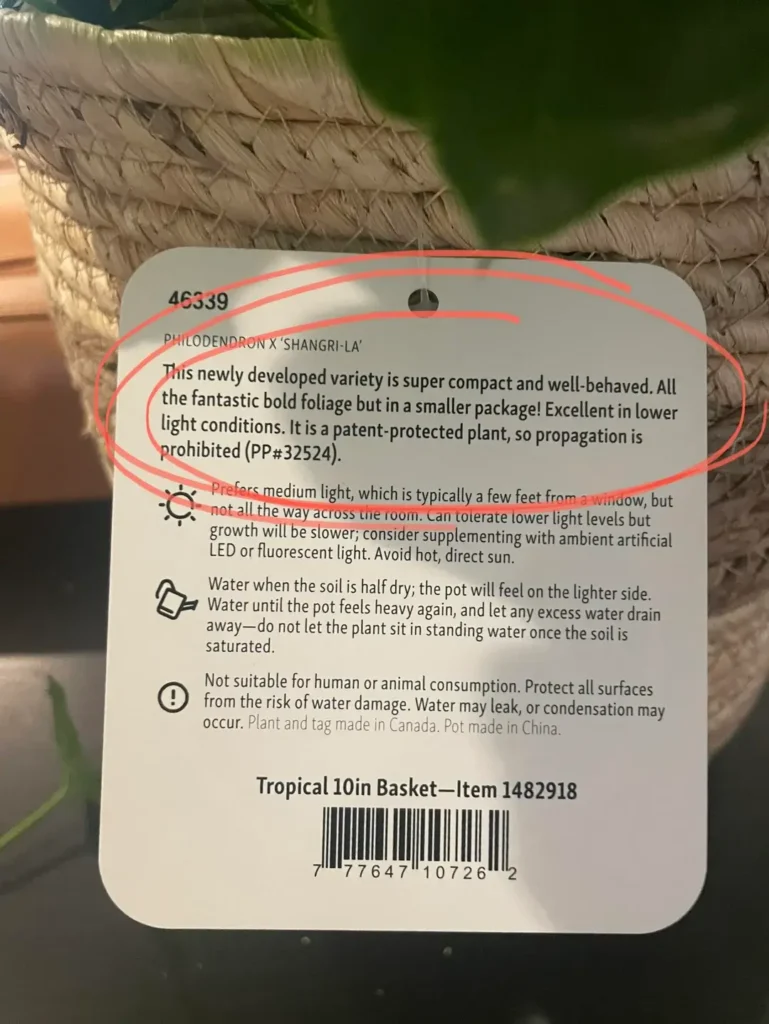 46339
PHILODENDRON X ‘SHANGRI-LA’
This newly developed variety is super compact and well-behaved. All
the fantastic bold foliage but in a smaller package! Excellent in lower
light conditions. It is a patent-protected plant, so propagation is
prohibited (PP#32524).
Prefers medium light, which is typically a few feet from a window, but
not all the way across the room. Can tolerate lower light levels but
growth will be slower; consider supplementing with ambient artificial
LED or fluorescent light. Avoid hot, direct sun.
Water when the soil is half dry; the pot will feel on the lighter side.
Water until the pot feels heavy again, and let any excess water drain
away—do not let the plant sit in standing water once the soil is
saturated.
Not suitable for human or animal consumption. Protect all surfaces
from the risk of water damage. Water may leak, or condensation may
occur. Plant and tag made in Canada. Pot made in China.
Tropical 10in Basket—Item 1482918
7 77647 10726 2